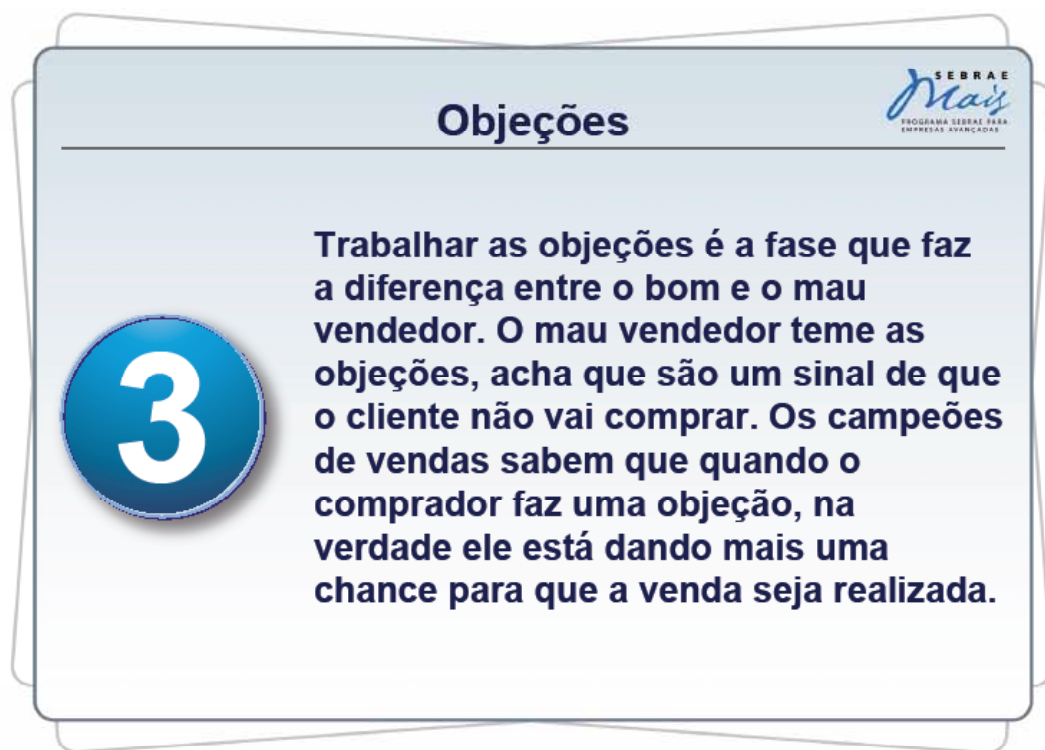 SEBRAE
Mais
PROGRAMA SEBRAE PARA
EMPRESAS AVANÇADAS
Objeções
3
Trabalhar as objeções é a fase que faz
a diferença entre o bom e o mau
vendedor. O mau vendedor teme as
objeções, acha que são um sinal de que
o cliente não vai comprar. Os campeões
de vendas sabem que quando o
comprador faz uma objeção, na
verdade ele está dando mais uma
chance para que a venda seja realizada.